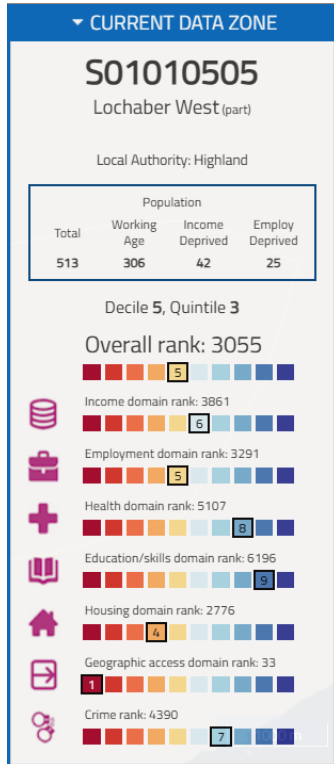 CURRENT DATA ZONE
S01010505
Lochaber West (part)
Local Authority: Highland
Population
Total Working Age Income Deprived Employ Deprived
513 306 42 25
Decile 5, Quintile 3
Overall rank: 3055
5
Income domain rank: 3861
6
Employment domain rank: 3291
5
Health domain rank: 5107
8
Education/skills domain rank: 6196
9
Housing domain rank: 2776
4
Geographic access domain rank: 33
1
Crime rank: 4390
7